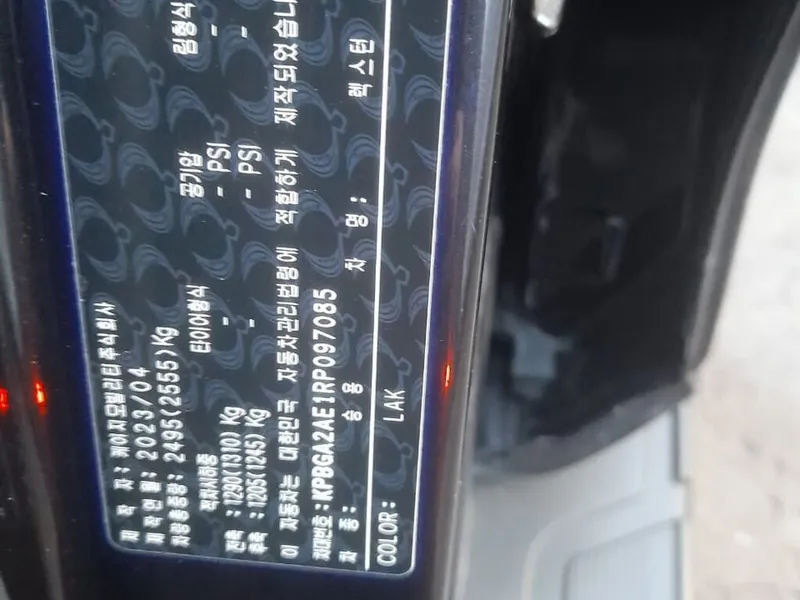 제 작 자: 케이지모빌리티주식회사
제작연월: 2023/04
차량총중량: 2495(2555)Kg
전차시하중 타이어형식 공기압 림형식
전축: 1290(1310) Kg - - PSI -
후축: 1205(1245) Kg - - PSI -
이 자동차는 대한민국 자동차관리법령에 적합하게 제작되었습니
차대번호: KPBGA2AE1RP097085
차 종: 승 용 차 명: 렉스턴
COLOR: LAK